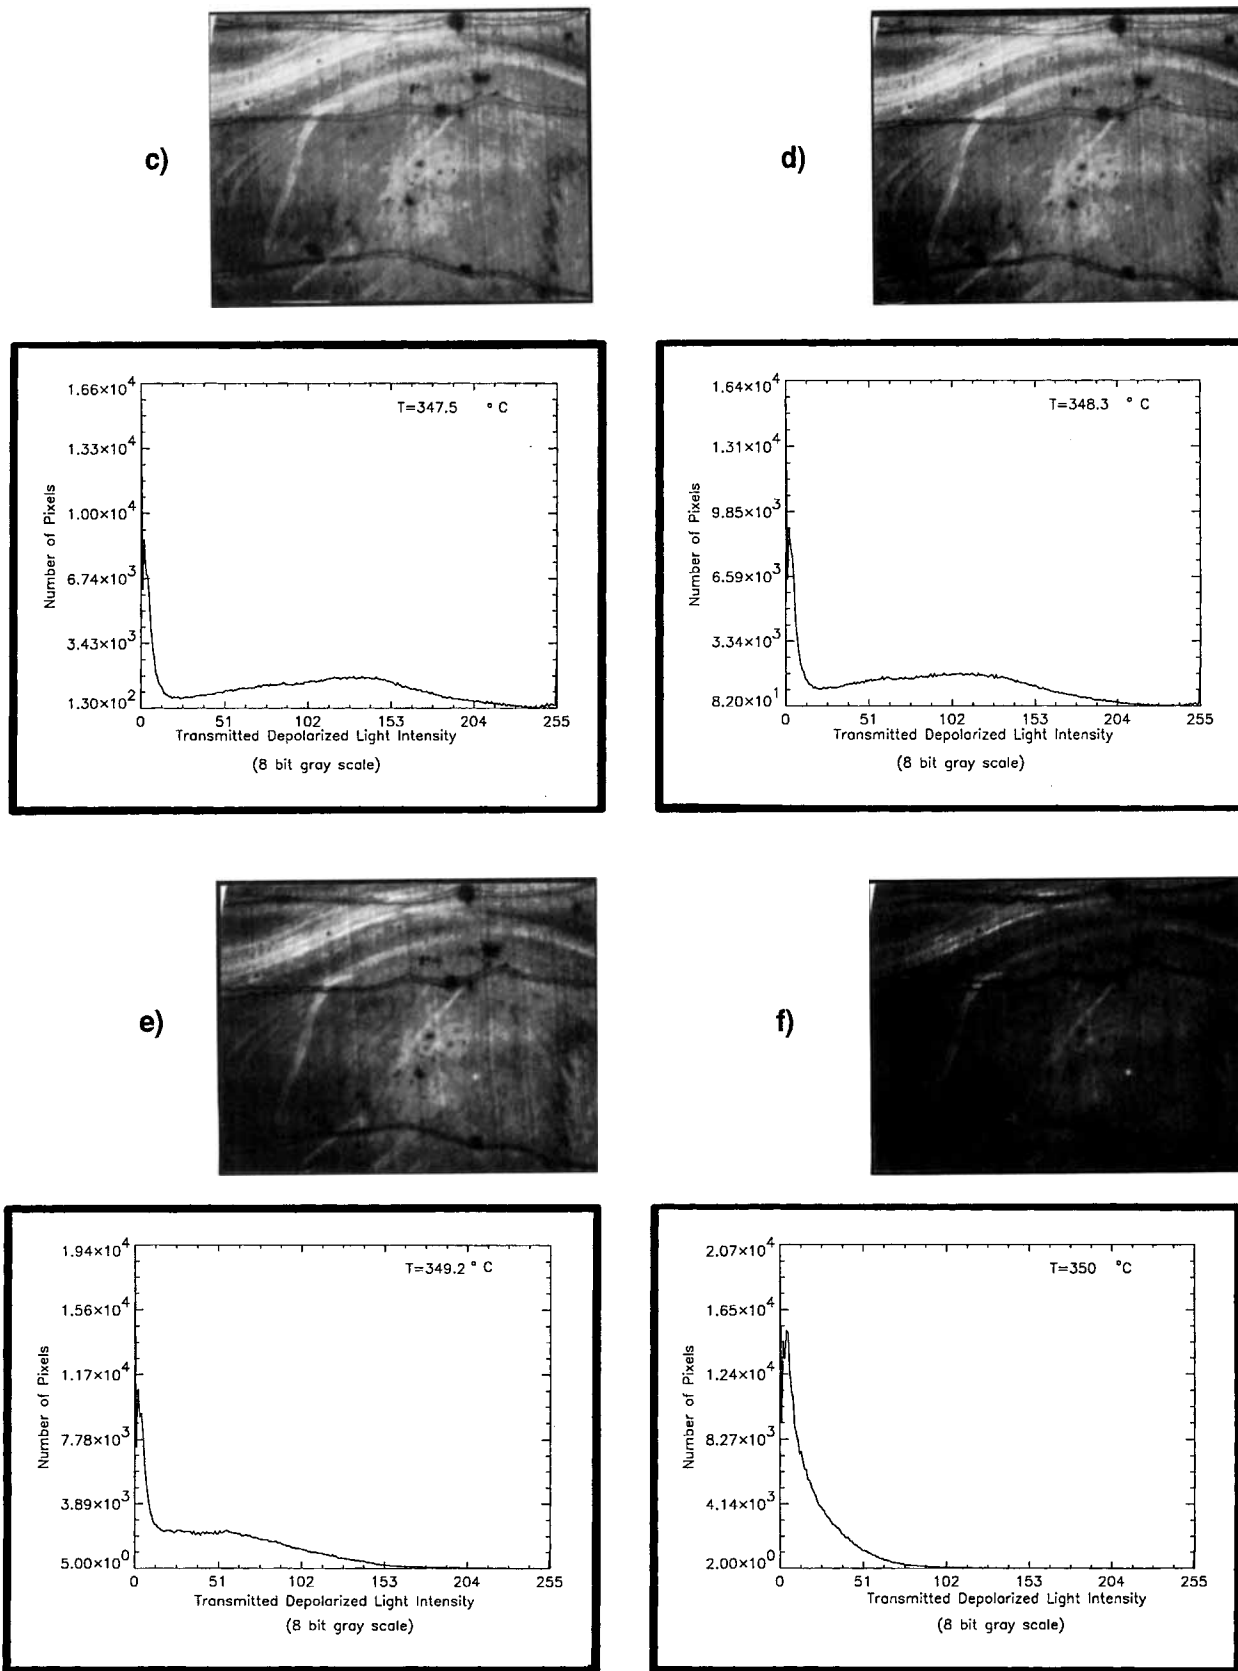 c)
d)
1.66×10^4
T=347.5 ° C
1.33×10^4
1.00×10^4
6.74×10^3
3.43×10^3
1.30×10^2
Number of Pixels
0 51 102 153 204 255
Transmitted Depolarized Light Intensity
(8 bit gray scale)
1.64×10^4
T=348.3 ° C
1.31×10^4
9.85×10^3
6.59×10^3
3.34×10^3
8.20×10^1
Number of Pixels
0 51 102 153 204 255
Transmitted Depolarized Light Intensity
(8 bit gray scale)
e)
f)
1.94×10^4
T=349.2 ° C
1.56×10^4
1.17×10^4
7.78×10^3
3.89×10^3
5.00×10^0
Number of Pixels
0 51 102 153 204 255
Transmitted Depolarized Light Intensity
(8 bit gray scale)
2.07×10^4
T=350 °C
1.65×10^4
1.24×10^4
8.27×10^3
4.14×10^3
2.00×10^0
Number of Pixels
0 51 102 153 204 255
Transmitted Depolarized Light Intensity
(8 bit gray scale)